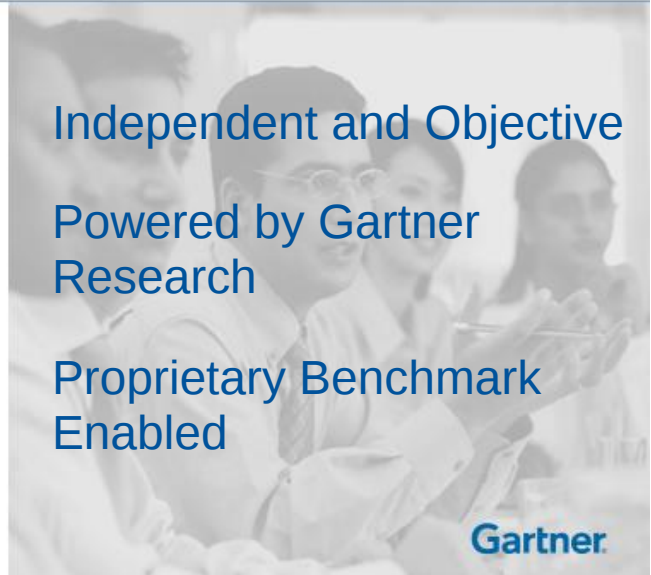 Independent and Objective
Powered by Gartner
Research
Proprietary Benchmark
Enabled
Gartner